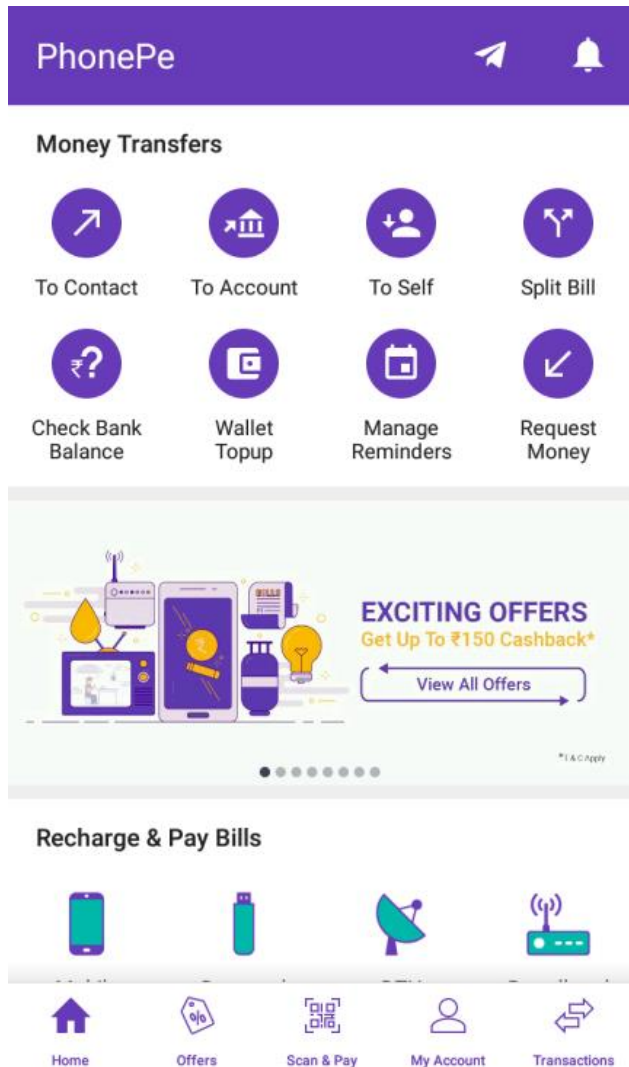 PhonePe
Money Transfers
To Contact To Account To Self Split Bill
Check Bank Wallet Manage Request
Balance Topup Reminders Money
BILLS
EXCITING OFFERS
Get Up To ₹150 Cashback*
View All Offers
*T & C Apply
Recharge & Pay Bills
Home Offers Scan & Pay My Account Transactions